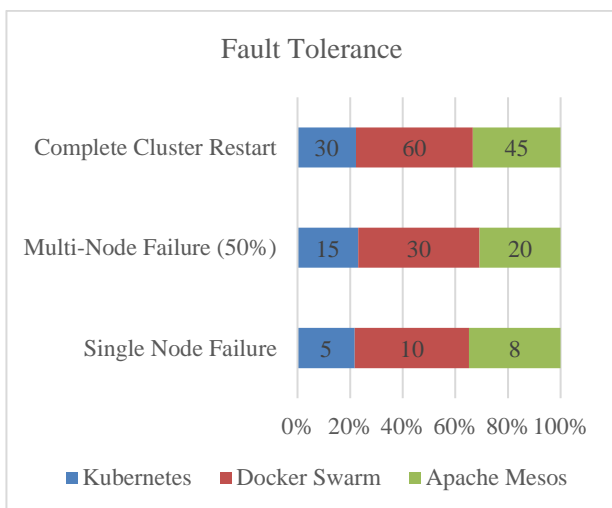 Fault Tolerance
Complete Cluster Restart 30 60 45
Multi-Node Failure (50%) 15 30 20
Single Node Failure 5 10 8
0% 20% 40% 60% 80% 100%
Kubernetes Docker Swarm Apache Mesos